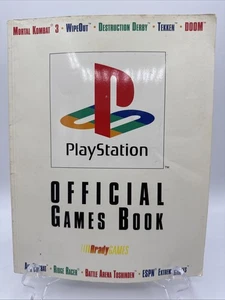 Mortal Kombat 3 • WipeOut • Destruction Derby • Tekken • Doom
PlayStation
™
OFFICIAL
GAMES BOOK
BradyGAMES
• Ridge Racer • Battle Arena Toshinden • ESPN Extreme Games